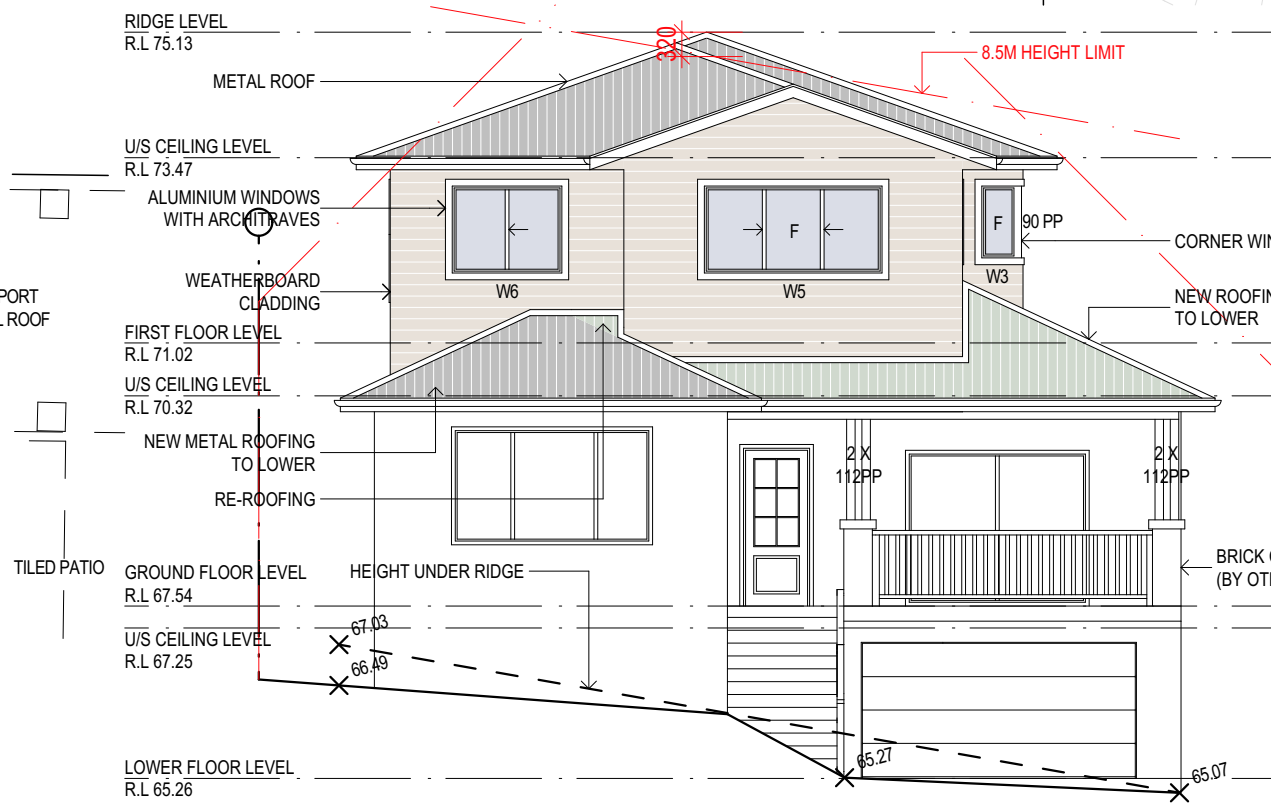 RIDGE LEVEL
R.L 75.13
METAL ROOF
320
8.5M HEIGHT LIMIT
U/S CEILING LEVEL
R.L 73.47
ALUMINIUM WINDOWS
WITH ARCHITRAVES
F
F
90 PP
CORNER WIN
WEATHERBOARD
CLADDING
W6
W5
W3
PORT
ROOF
NEW ROOFIN
TO LOWER
FIRST FLOOR LEVEL
R.L 71.02
U/S CEILING LEVEL
R.L 70.32
NEW METAL ROOFING
TO LOWER
2 X
112PP
2 X
112PP
RE-ROOFING
TILED PATIO
GROUND FLOOR LEVEL
R.L 67.54
HEIGHT UNDER RIDGE
BRICK
(BY OT
U/S CEILING LEVEL
R.L 67.25
67.03
66.49
LOWER FLOOR LEVEL
R.L 65.26
65.27
65.07